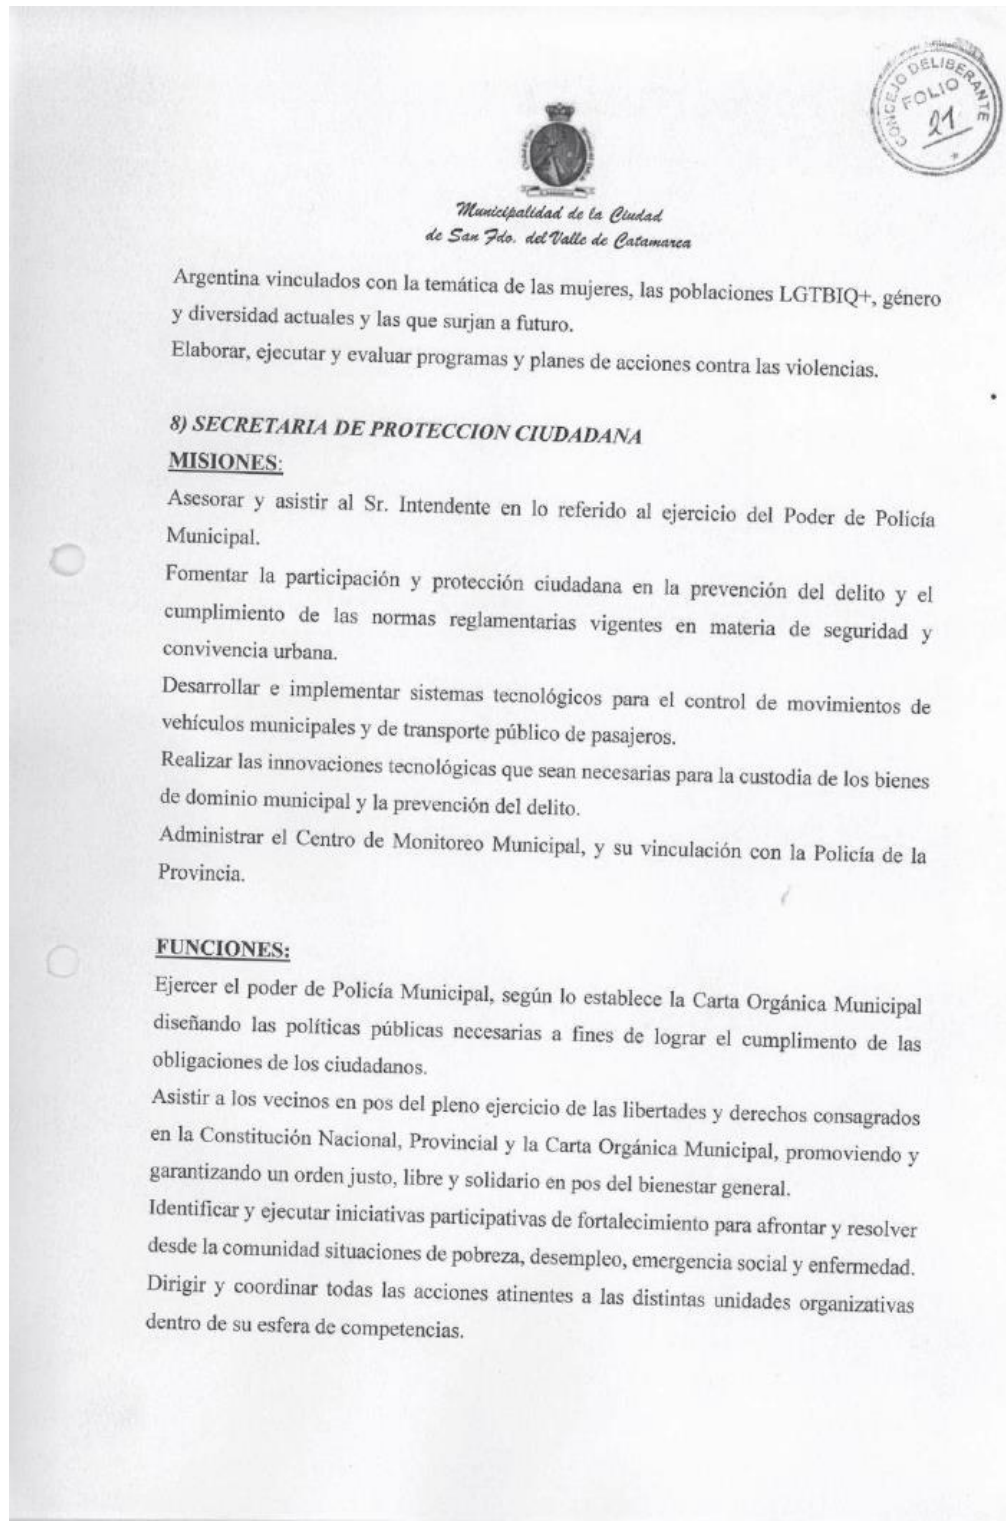 CONCEJO DELIBERANTE
FOLIO
21
Municipalidad de la Ciudad
de San Fdo. del Valle de Catamarca
Argentina vinculados con la temática de las mujeres, las poblaciones LGTBIQ+, género
y diversidad actuales y las que surjan a futuro.
Elaborar, ejecutar y evaluar programas y planes de acciones contra las violencias.
8) SECRETARIA DE PROTECCION CIUDADANA
MISIONES:
Asesorar y asistir al Sr. Intendente en lo referido al ejercicio del Poder de Policía
Municipal.
Fomentar la participación y protección ciudadana en la prevención del delito y el
cumplimiento de las normas reglamentarias vigentes en materia de seguridad y
convivencia urbana.
Desarrollar e implementar sistemas tecnológicos para el control de movimientos de
vehículos municipales y de transporte público de pasajeros.
Realizar las innovaciones tecnológicas que sean necesarias para la custodia de los bienes
de dominio municipal y la prevención del delito.
Administrar el Centro de Monitoreo Municipal, y su vinculación con la Policía de la
Provincia.
FUNCIONES:
Ejercer el poder de Policía Municipal, según lo establece la Carta Orgánica Municipal
diseñando las políticas públicas necesarias a fines de lograr el cumplimento de las
obligaciones de los ciudadanos.
Asistir a los vecinos en pos del pleno ejercicio de las libertades y derechos consagrados
en la Constitución Nacional, Provincial y la Carta Orgánica Municipal, promoviendo y
garantizando un orden justo, libre y solidario en pos del bienestar general.
Identificar y ejecutar iniciativas participativas de fortalecimiento para afrontar y resolver
desde la comunidad situaciones de pobreza, desempleo, emergencia social y enfermedad.
Dirigir y coordinar todas las acciones atinentes a las distintas unidades organizativas
dentro de su esfera de competencias.